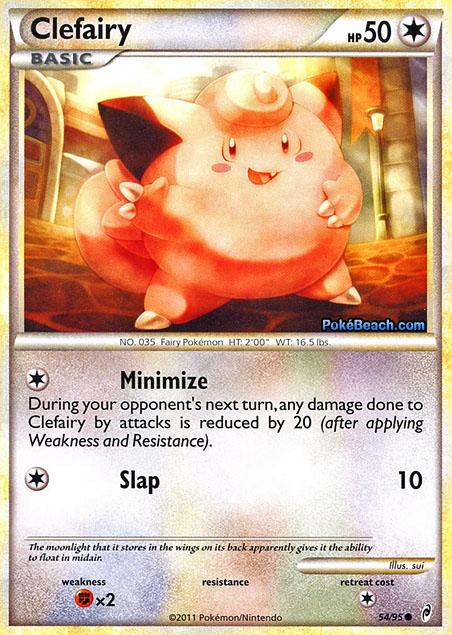 Clefairy
HP 50
BASIC
PokéBeach.com
NO. 035 Fairy Pokémon HT: 2'00" WT: 16.5 lbs.
Minimize
During your opponent's next turn, any damage done to
Clefairy by attacks is reduced by 20 (after applying
Weakness and Resistance).
Slap 10
The moonlight that it stores in the wings on its back apparently gives it the ability
to float in midair.
Illus. sui
weakness resistance retreat cost
×2
©2011 Pokémon/Nintendo 54/95